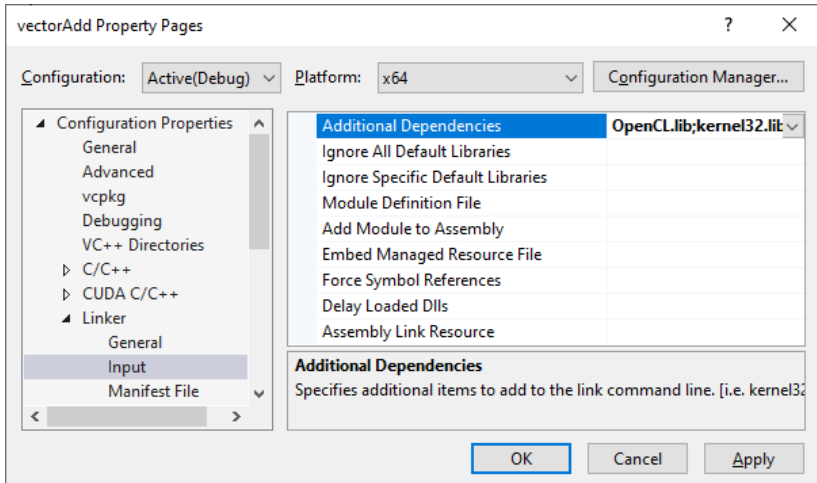 vectorAdd Property Pages ? ×
Configuration: Active(Debug) Platform: x64 Configuration Manager...
Configuration Properties
General
Advanced
vcpkg
Debugging
VC++ Directories
C/C++
CUDA C/C++
Linker
General
Input
Manifest File
Additional Dependencies OpenCL.lib;kernel32.lib
Ignore All Default Libraries
Ignore Specific Default Libraries
Module Definition File
Add Module to Assembly
Embed Managed Resource File
Force Symbol References
Delay Loaded Dlls
Assembly Link Resource
Additional Dependencies
Specifies additional items to add to the link command line. [i.e. kernel32
OK Cancel Apply